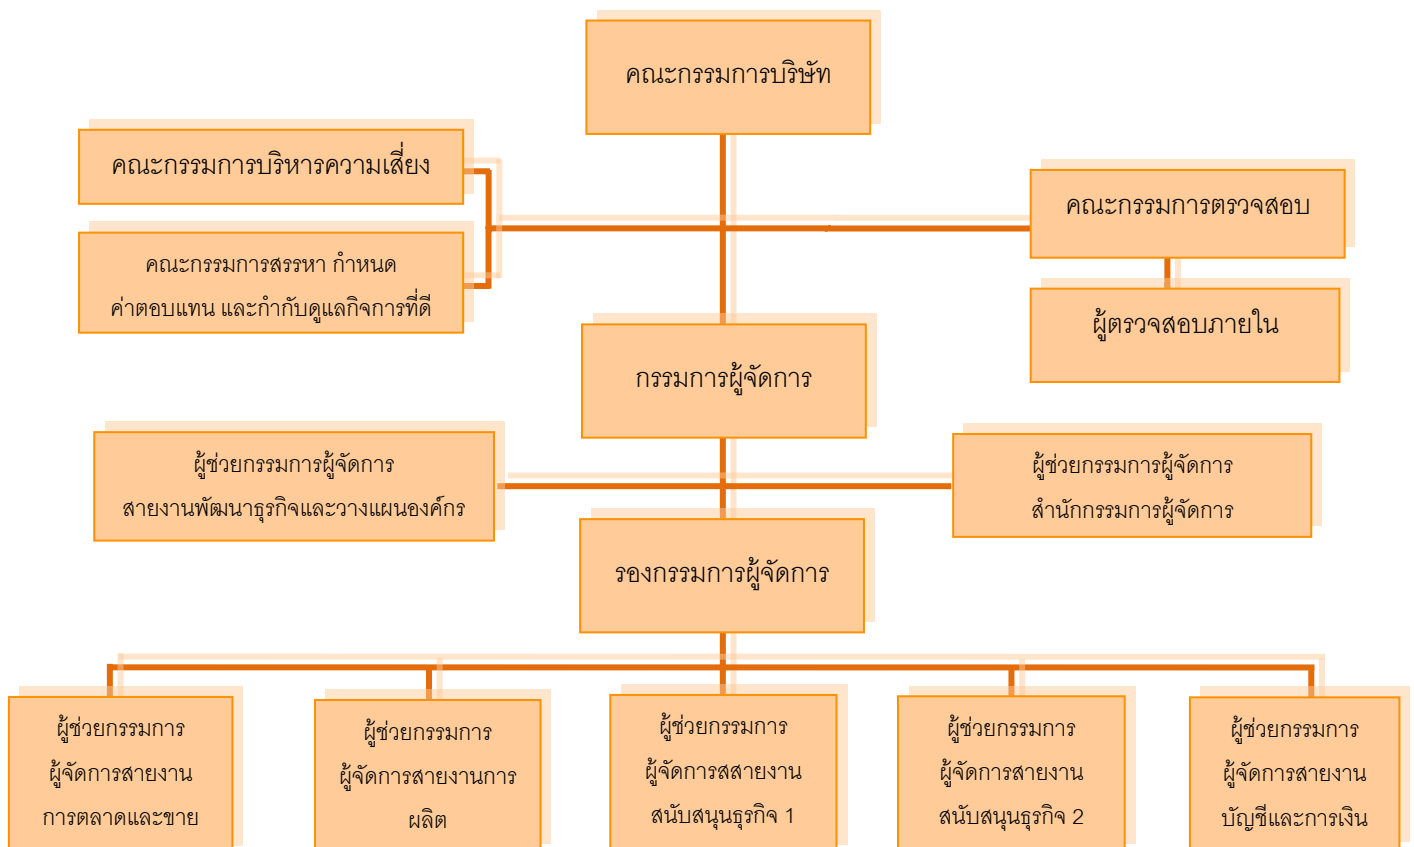 คณะกรรมการบริษัท
คณะกรรมการบริหารความเสี่ยง
คณะกรรมการตรวจสอบ
คณะกรรมการสรรหา กำหนด
ค่าตอบแทน และกำกับดูแลกิจการที่ดี
ผู้ตรวจสอบภายใน
กรรมการผู้จัดการ
ผู้ช่วยกรรมการผู้จัดการ
สายงานพัฒนาธุรกิจและวางแผนองค์กร
ผู้ช่วยกรรมการผู้จัดการ
สำนักกรรมการผู้จัดการ
รองกรรมการผู้จัดการ
ผู้ช่วยกรรมการ
ผู้จัดการสายงาน
การตลาดและขาย
ผู้ช่วยกรรมการ
ผู้จัดการสายงานการ
ผลิต
ผู้ช่วยกรรมการ
ผู้จัดการสสายงาน
สนับสนุนธุรกิจ 1
ผู้ช่วยกรรมการ
ผู้จัดการสายงาน
สนับสนุนธุรกิจ 2
ผู้ช่วยกรรมการ
ผู้จัดการสายงาน
บัญชีและการเงิน